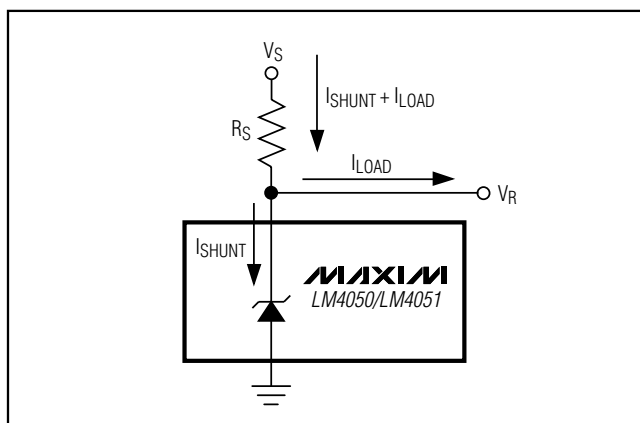 VS
ISHUNT + ILOAD
RS
ILOAD
VR
ISHUNT
MAXIM
LM4050/LM4051